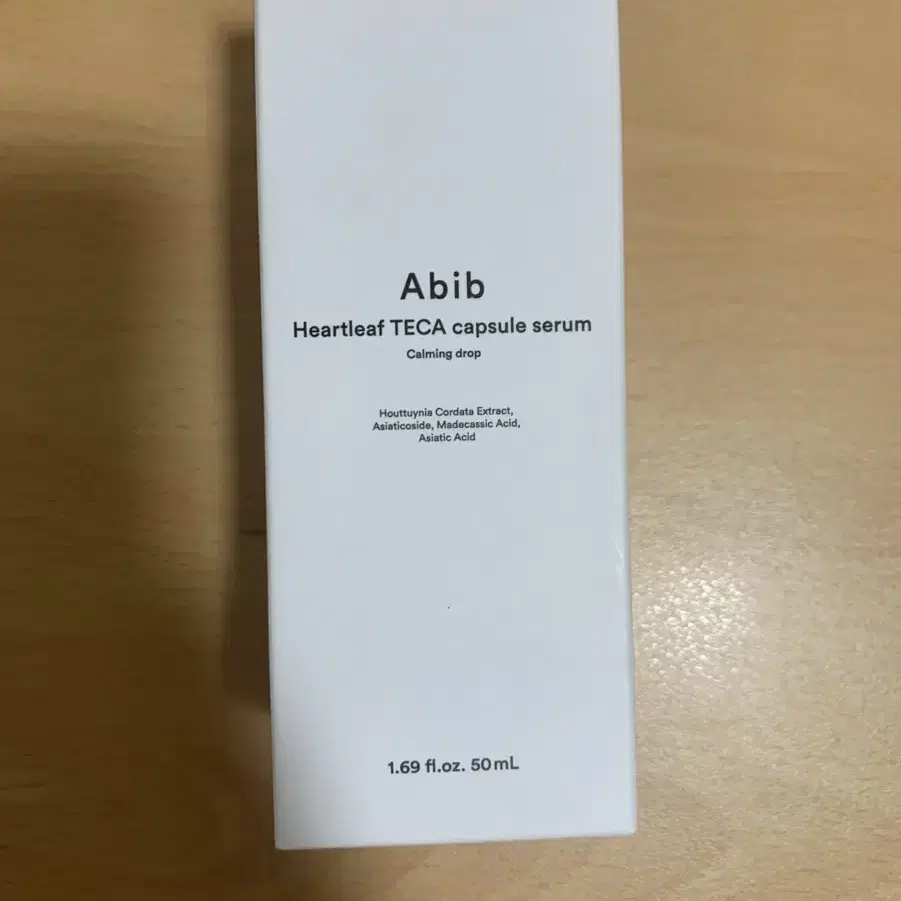 Abib
Heartleaf TECA capsule serum
Calming drop
Houttuynia Cordata Extract,
Asiaticoside, Madecassic Acid,
Asiatic Acid
1.69 fl.oz. 50mL